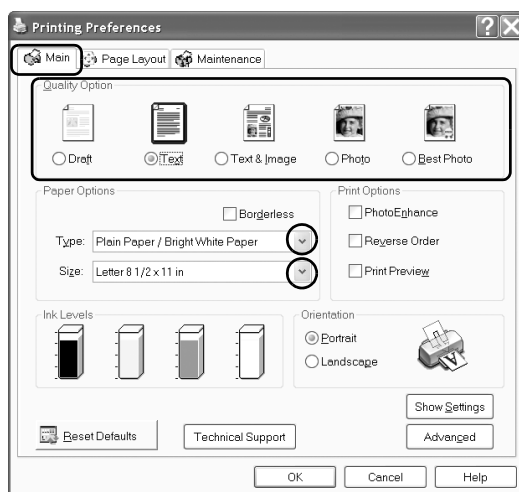 Printing Preferences
Main Page Layout Maintenance
Quality Option
Draft Text Text & Image Photo Best Photo
Paper Options
Borderless
Type: Plain Paper / Bright White Paper
Size: Letter 8 1/2 x 11 in
Print Options
PhotoEnhance
Reverse Order
Print Preview
Ink Levels
Orientation
Portrait
Landscape
A
Show Settings
Reset Defaults Technical Support Advanced
OK Cancel Help